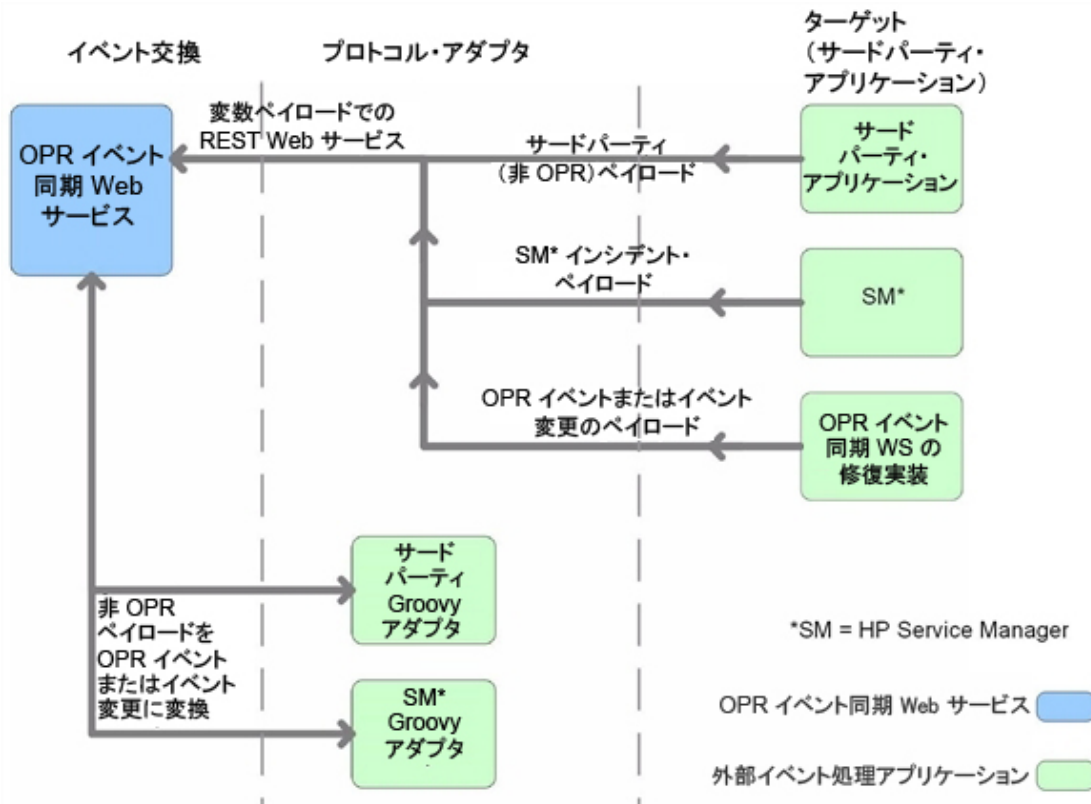 イベント交換
プロトコル・アダプタ
ターゲット
（サードパーティ・
アプリケーション）
OPR イベント
同期 Web
サービス
変数ペイロードでの
REST Web サービス
サードパーティ
（非 OPR）ペイロード
サード
パーティ・
アプリケーション
SM* インシデント・
ペイロード
SM*
OPR イベントまたはイベント
変更のペイロード
OPR イベント
同期 WS の
修復実装
非 OPR
ペイロードを
OPR イベント
またはイベント
変更に変換
サード
パーティ
Groovy
アダプタ
SM*
Groovy
アダプタ
*SM = HP Service Manager
OPR イベント同期 Web サービス
外部イベント処理アプリケーション